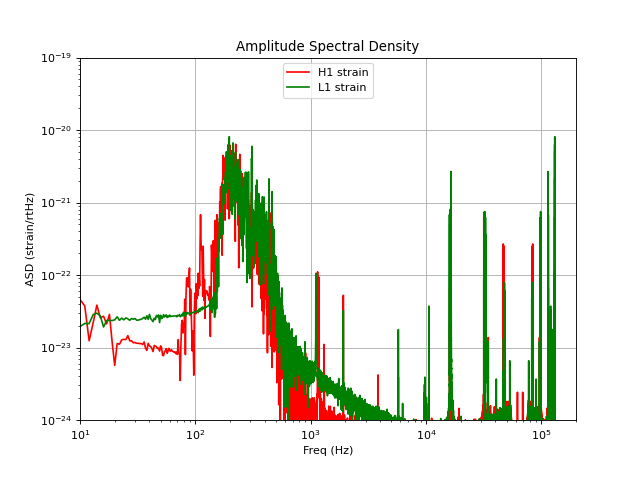 Amplitude Spectral Density
H1 strain
L1 strain
10⁻¹⁹
10⁻²⁰
10⁻²¹
10⁻²²
10⁻²³
10⁻²⁴
ASD (strain/rtHz)
10¹ 10² 10³ 10⁴ 10⁵
Freq (Hz)